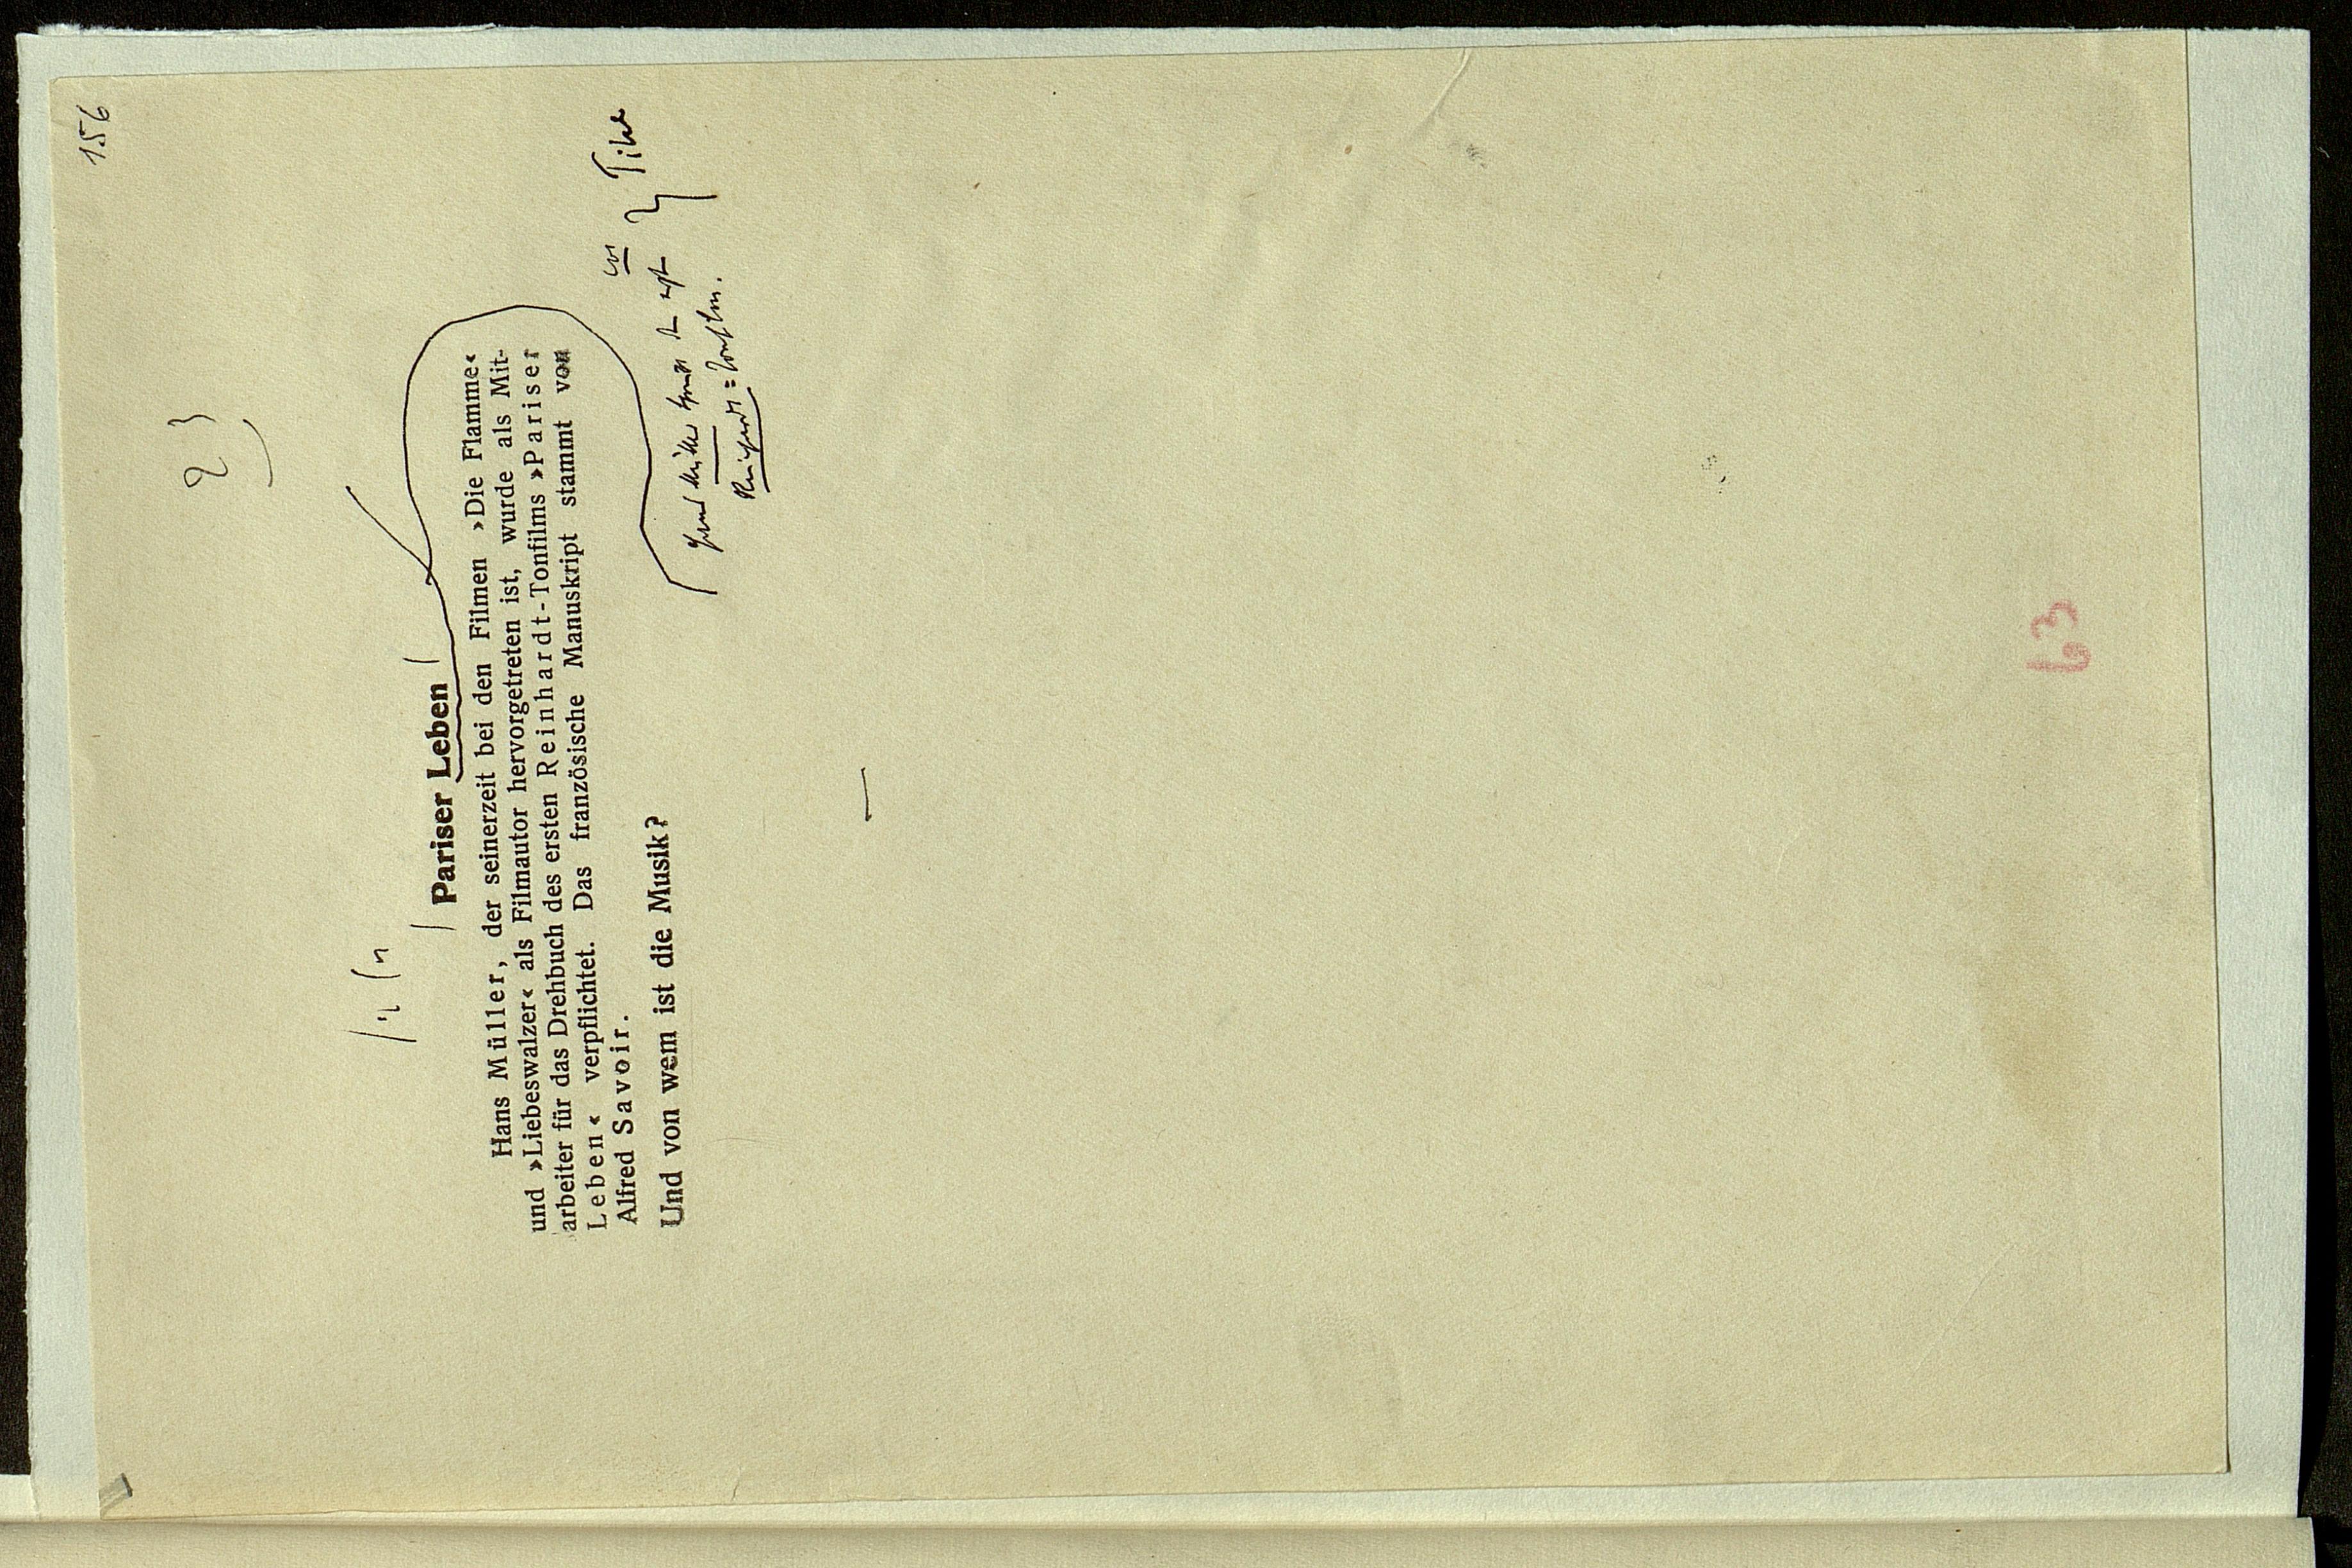 156
23
Pariser Leben
Hans Müller, der seinerzeit bei den Filmen »Die Flamme«
und »Liebeswalzer« als Filmautor hervorgetreten ist, wurde als Mit-
arbeiter für das Drehbuch des ersten Reinhardt-Tonfilms »Pariser
Leben« verpflichtet. Das französische Manuskript stammt von
Alfred Savoir.
Und von wem ist die Musik?
Titel
63